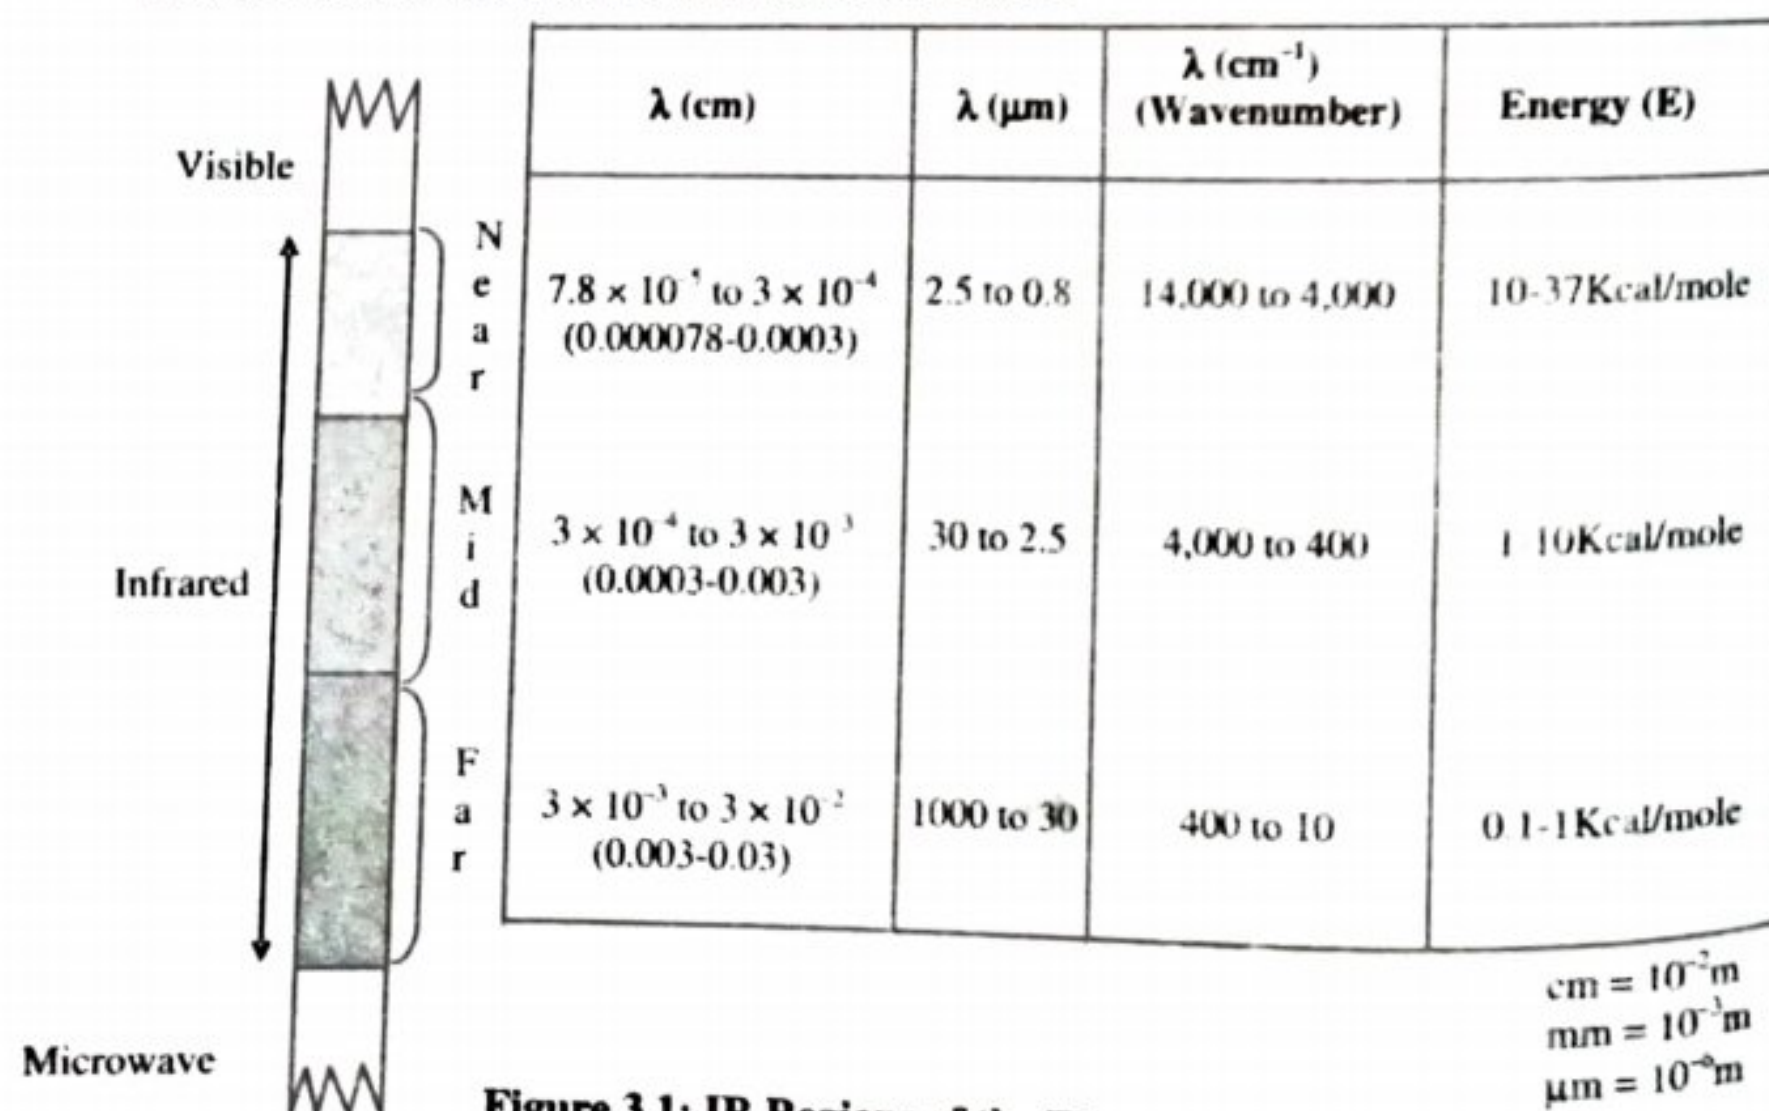 λ (cm)
λ (μm)
λ (cm⁻¹)
(Wavenumber)
Energy (E)
Visible
Near
7.8 × 10⁻⁵ to 3 × 10⁻⁴
(0.000078-0.0003)
2.5 to 0.8
14,000 to 4,000
10-37Kcal/mole
Infrared
Mid
3 × 10⁻⁴ to 3 × 10⁻³
(0.0003-0.003)
30 to 2.5
4,000 to 400
1-10Kcal/mole
Far
3 × 10⁻³ to 3 × 10⁻²
(0.003-0.03)
1000 to 30
400 to 10
0.1-1Kcal/mole
Microwave
cm = 10⁻²m
mm = 10⁻³m
μm = 10⁻⁶m
Figure 3.1: IR Regions of